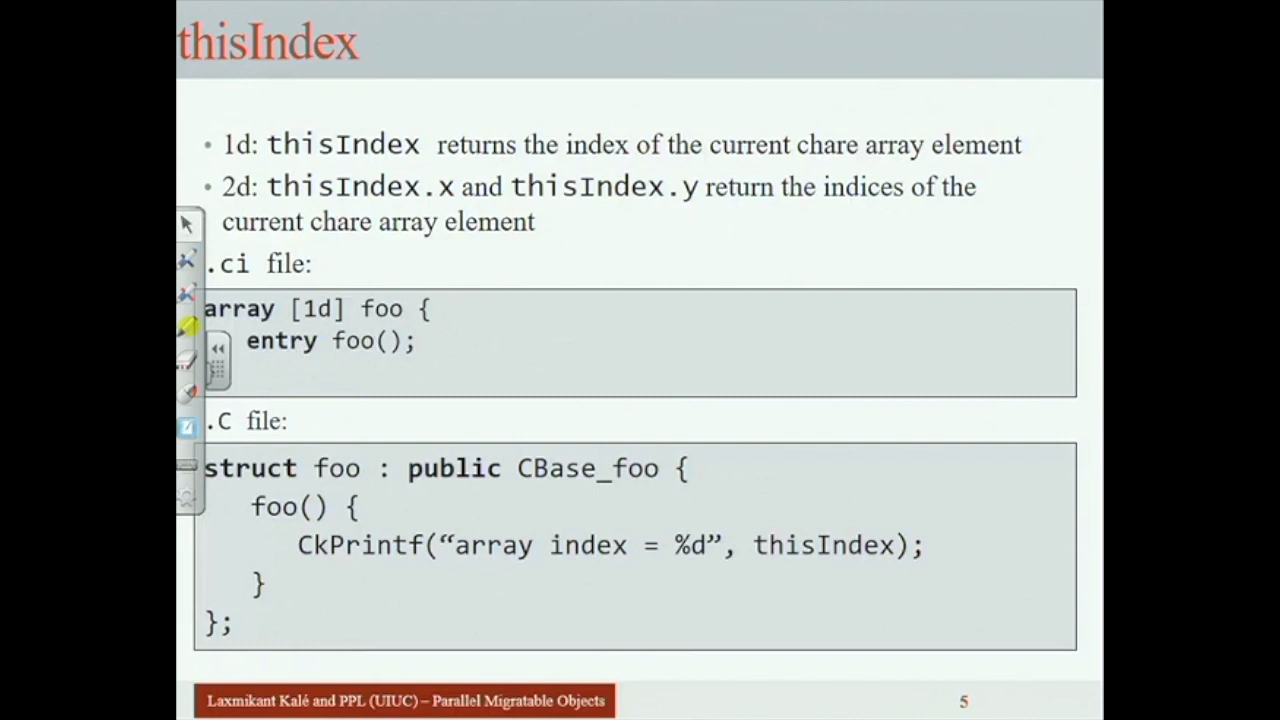 thisIndex
• 1d: thisIndex returns the index of the current chare array element
• 2d: thisIndex.x and thisIndex.y return the indices of the
current chare array element
.ci file:
array [1d] foo {
entry foo();
}
.C file:
struct foo : public CBase_foo {
foo() {
CkPrintf(“array index = %d”, thisIndex);
}
};
Laxmikant Kalé and PPL (UIUC) – Parallel Migratable Objects
5